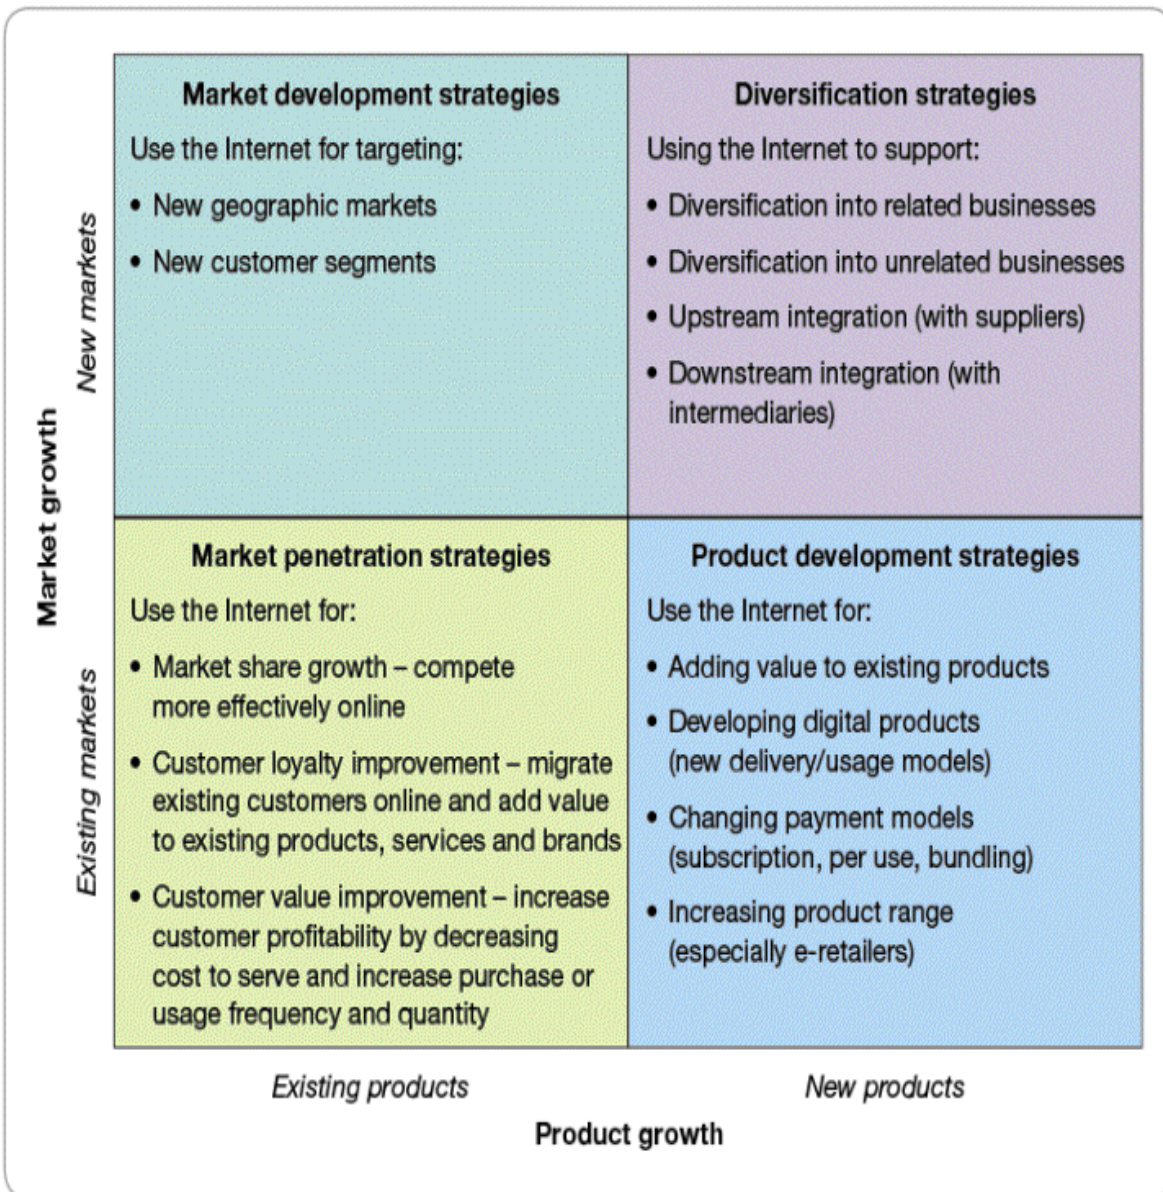 Market development strategies
Use the Internet for targeting:
• New geographic markets
• New customer segments
Diversification strategies
Using the Internet to support:
• Diversification into related businesses
• Diversification into unrelated businesses
• Upstream integration (with suppliers)
• Downstream integration (with
intermediaries)
New markets
Market growth
Existing markets
Market penetration strategies
Use the Internet for:
• Market share growth – compete
more effectively online
• Customer loyalty improvement – migrate
existing customers online and add value
to existing products, services and brands
• Customer value improvement – increase
customer profitability by decreasing
cost to serve and increase purchase or
usage frequency and quantity
Product development strategies
Use the Internet for:
• Adding value to existing products
• Developing digital products
(new delivery/usage models)
• Changing payment models
(subscription, per use, bundling)
• Increasing product range
(especially e-retailers)
Existing products
New products
Product growth